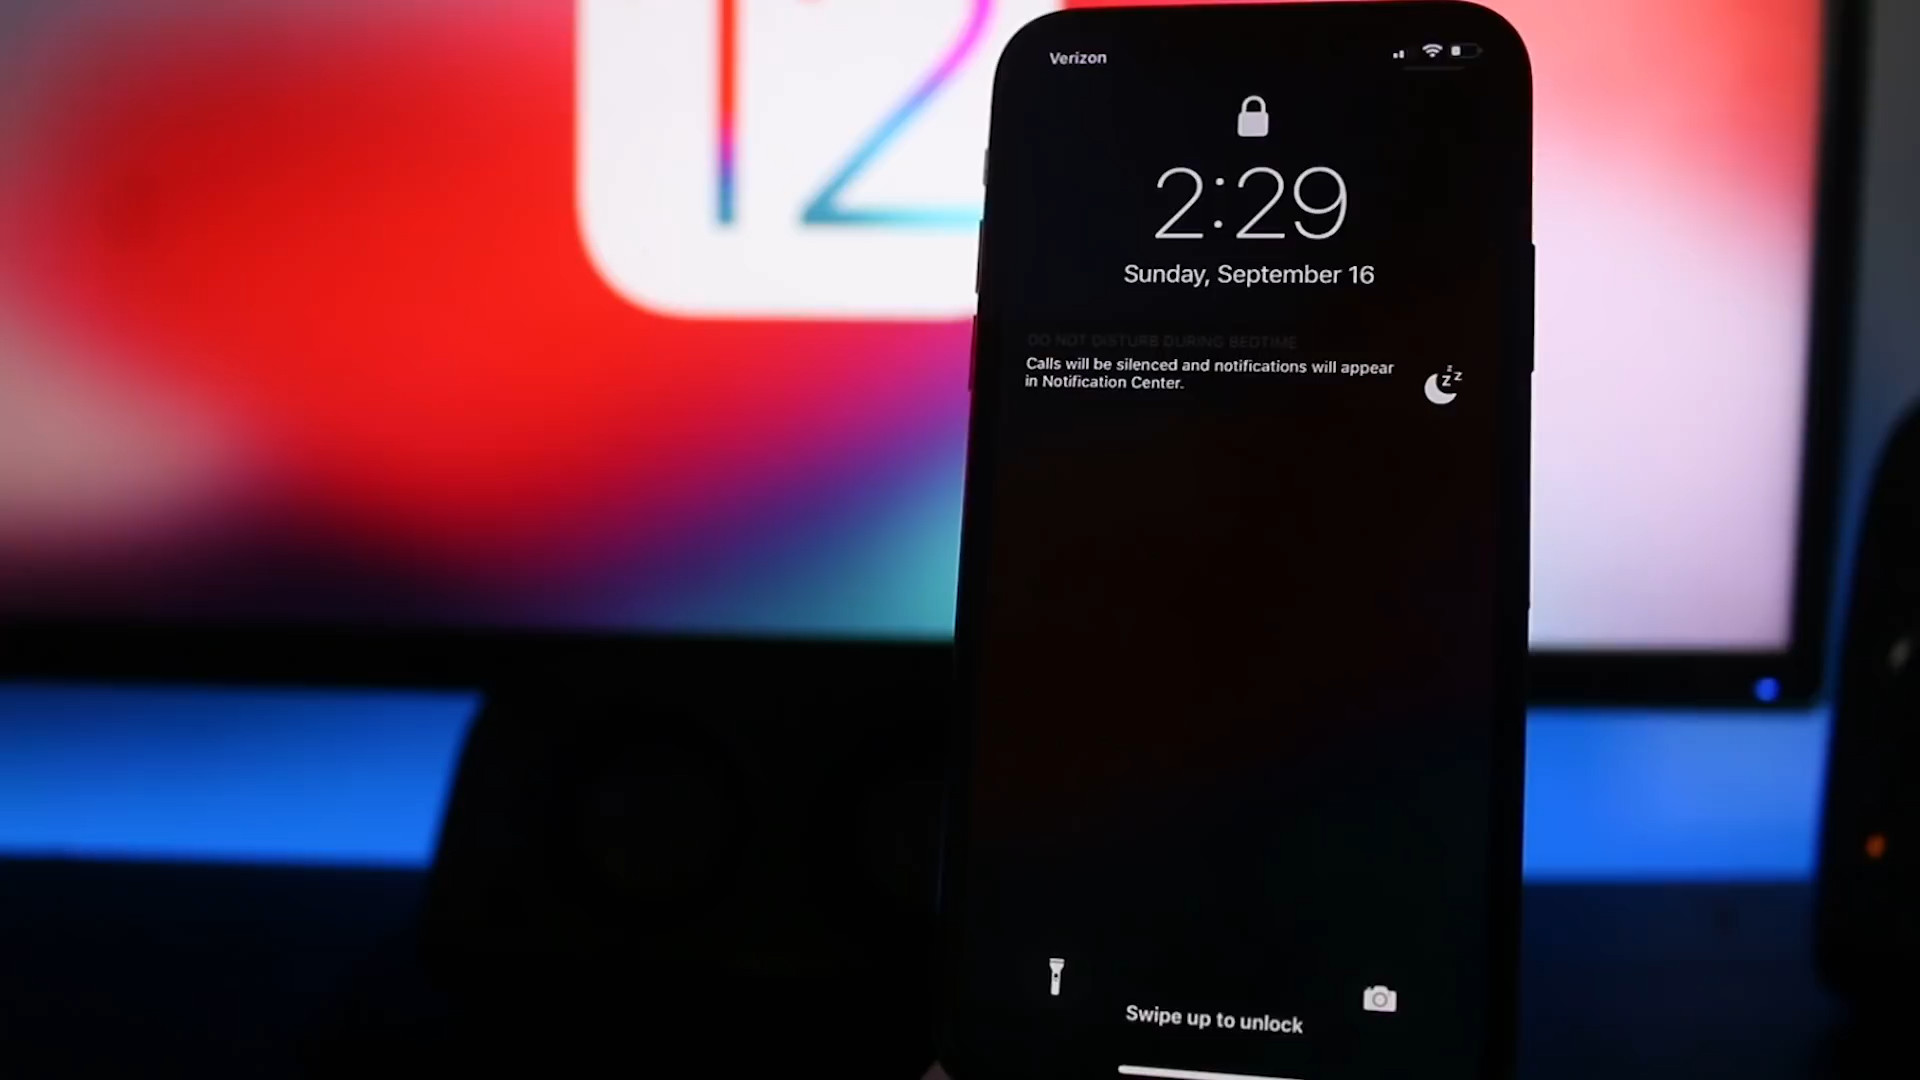 12
Verizon
2:29
Sunday, September 16
DO NOT DISTURB DURING BEDTIME
Calls will be silenced and notifications will appear
in Notification Center.
z z z
Swipe up to unlock